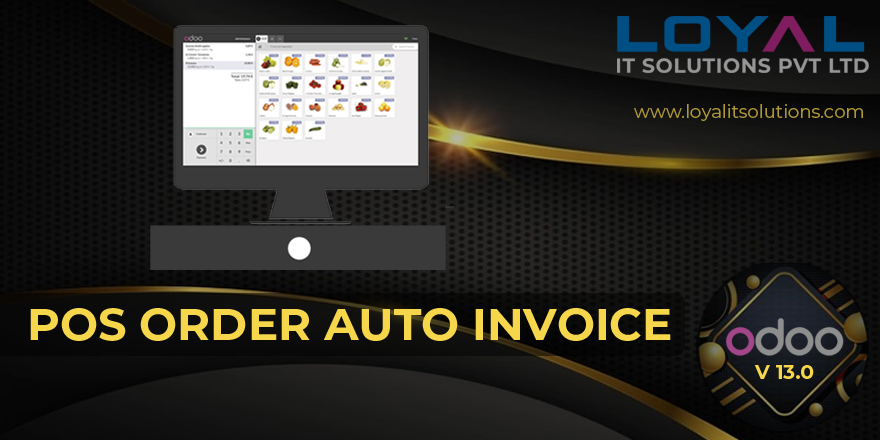 LOYAL
IT SOLUTIONS PVT LTD
www.loyalitsolutions.com
odoo
POS ORDER AUTO INVOICE
odoo
V 13.0